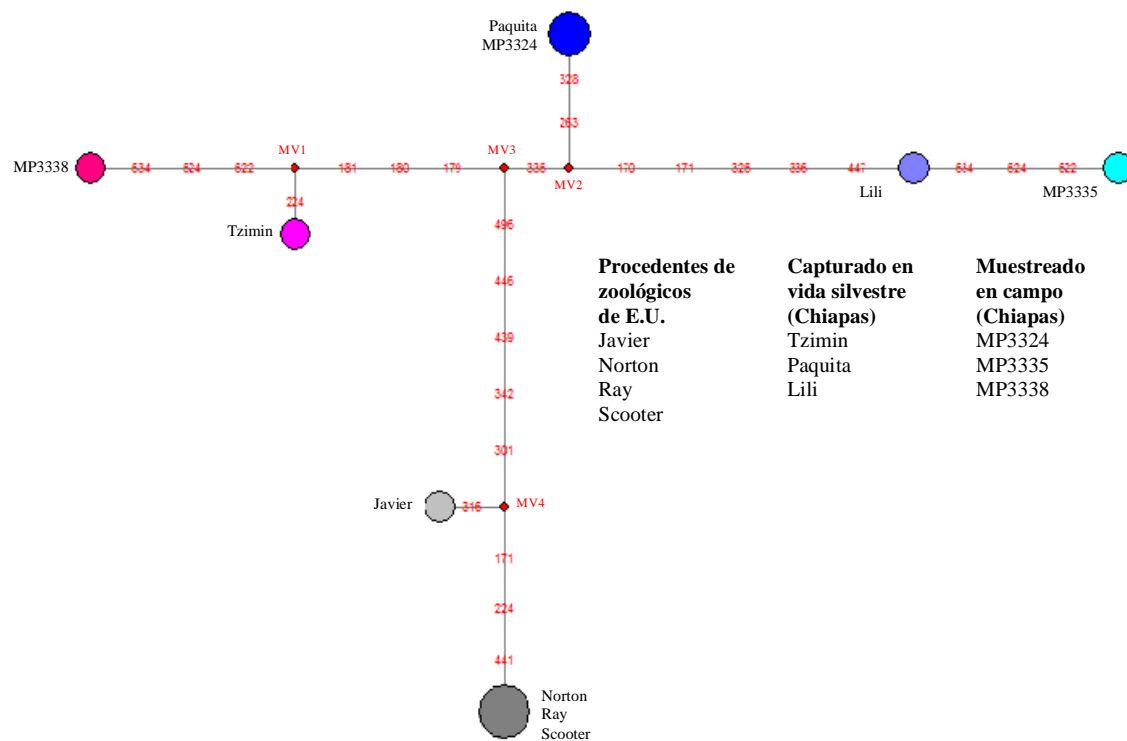 Paquita
MP3324
328
263
MP3338
534
524
522
MV1
181
180
179
MV3
336
MV2
170
171
326
336
447
Lili
534
524
522
MP3335
224
Tzimin
496
446
439
342
301
Procedentes de
zoológicos
de E.U.
Javier
Norton
Ray
Scooter
Capturado en
vida silvestre
(Chiapas)
Tzimin
Paquita
Lili
Muestreado
en campo
(Chiapas)
MP3324
MP3335
MP3338
Javier
316
MV4
171
224
441
Norton
Ray
Scooter